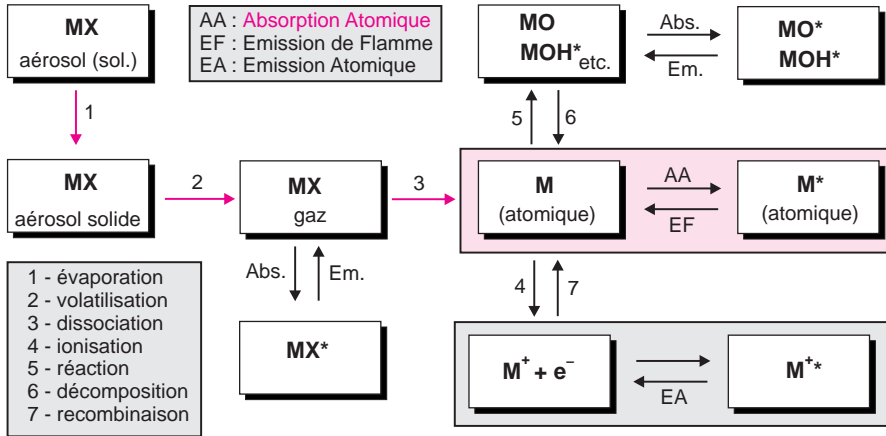 MX
aérosol (sol.)
AA : Absorption Atomique
EF : Emission de Flamme
EA : Emission Atomique
MO
MOH* etc.
Abs.
Em.
MO*
MOH*
1
5
6
MX
aérosol solide
2
MX
gaz
3
M
(atomique)
AA
EF
M*
(atomique)
Abs.
Em.
4
7
1 - évaporation
2 - volatilisation
3 - dissociation
4 - ionisation
5 - réaction
6 - décomposition
7 - recombinaison
MX*
M⁺ + e⁻
EA
M⁺*